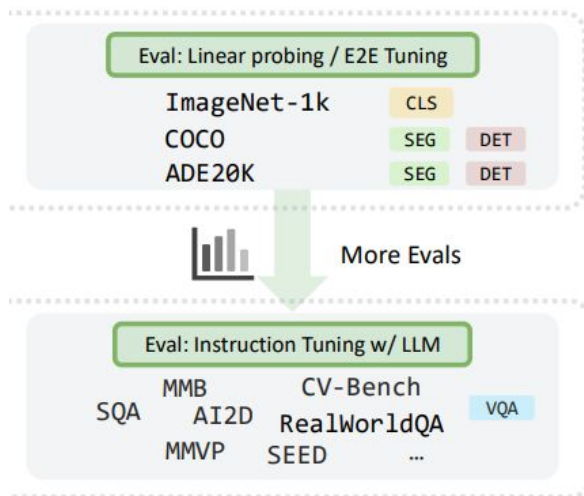 Eval: Linear probing / E2E Tuning
ImageNet-1k CLS
COCO SEG DET
ADE20K SEG DET
More Evals
Eval: Instruction Tuning w/ LLM
MMB CV-Bench
SQA AI2D RealWorldQA VQA
MMVP SEED …